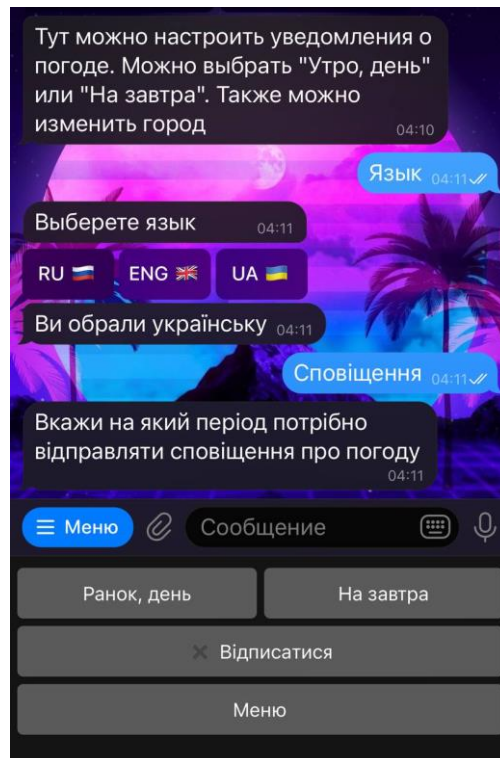 Тут можно настроить уведомления о
погоде. Можно выбрать "Утро, день"
или "На завтра". Также можно
изменить город 04:10
Язык 04:11
Выберете язык 04:11
RU 🇷🇺 ENG 🇬🇧 UA 🇺🇦
Ви обрали українську 04:11
Сповіщення 04:11
Вкажи на який період потрібно
відправляти сповіщення про погоду
04:11
Меню Сообщение
Ранок, день На завтра
❌ Відписатися
Меню